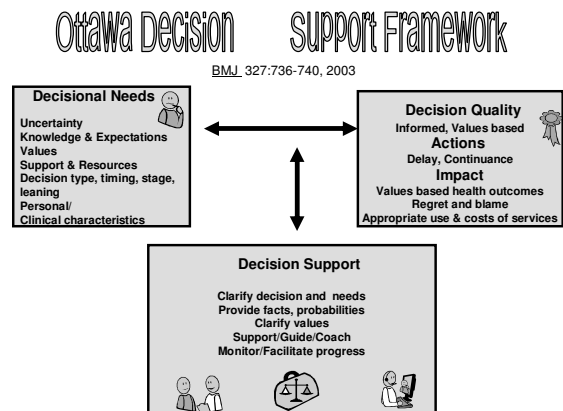 Ottawa Decision Support Framework
BMJ 327:736-740, 2003
Decisional Needs
Uncertainty
Knowledge & Expectations
Values
Support & Resources
Decision type, timing, stage,
leaning
Personal/
Clinical characteristics
Decision Quality
Informed, Values based
Actions
Delay, Continuance
Impact
Values based health outcomes
Regret and blame
Appropriate use & costs of services
Decision Support
Clarify decision and needs
Provide facts, probabilities
Clarify values
Support/Guide/Coach
Monitor/Facilitate progress